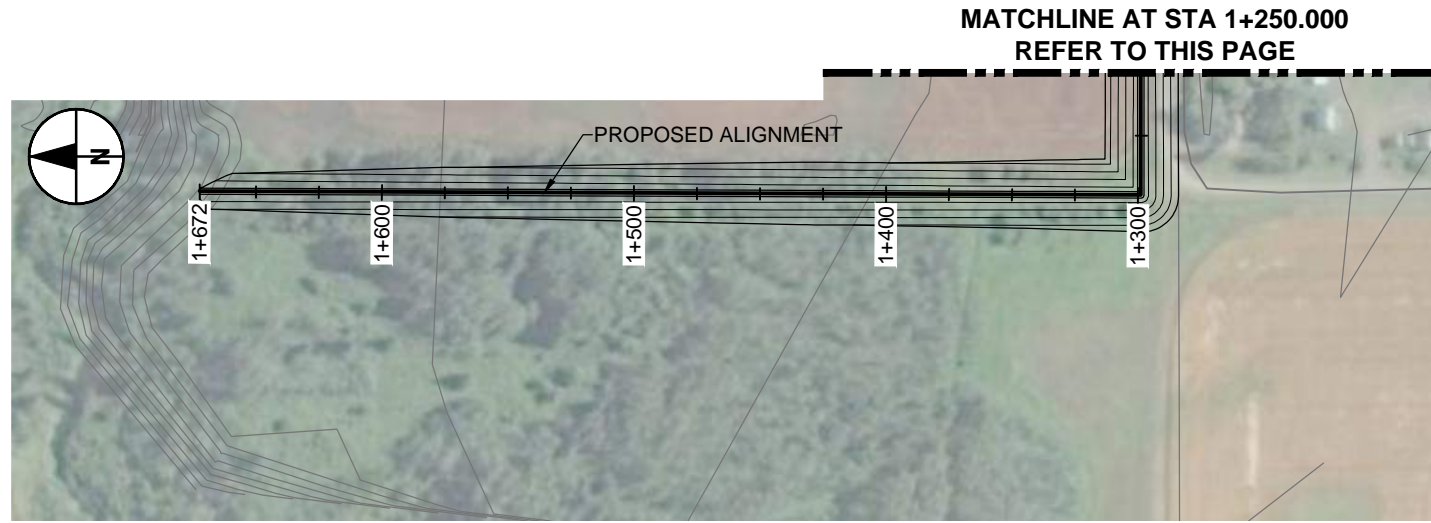 MATCHLINE AT STA 1+250.000
REFER TO THIS PAGE
N
PROPOSED ALIGNMENT
1+672
1+600
1+500
1+400
1+300